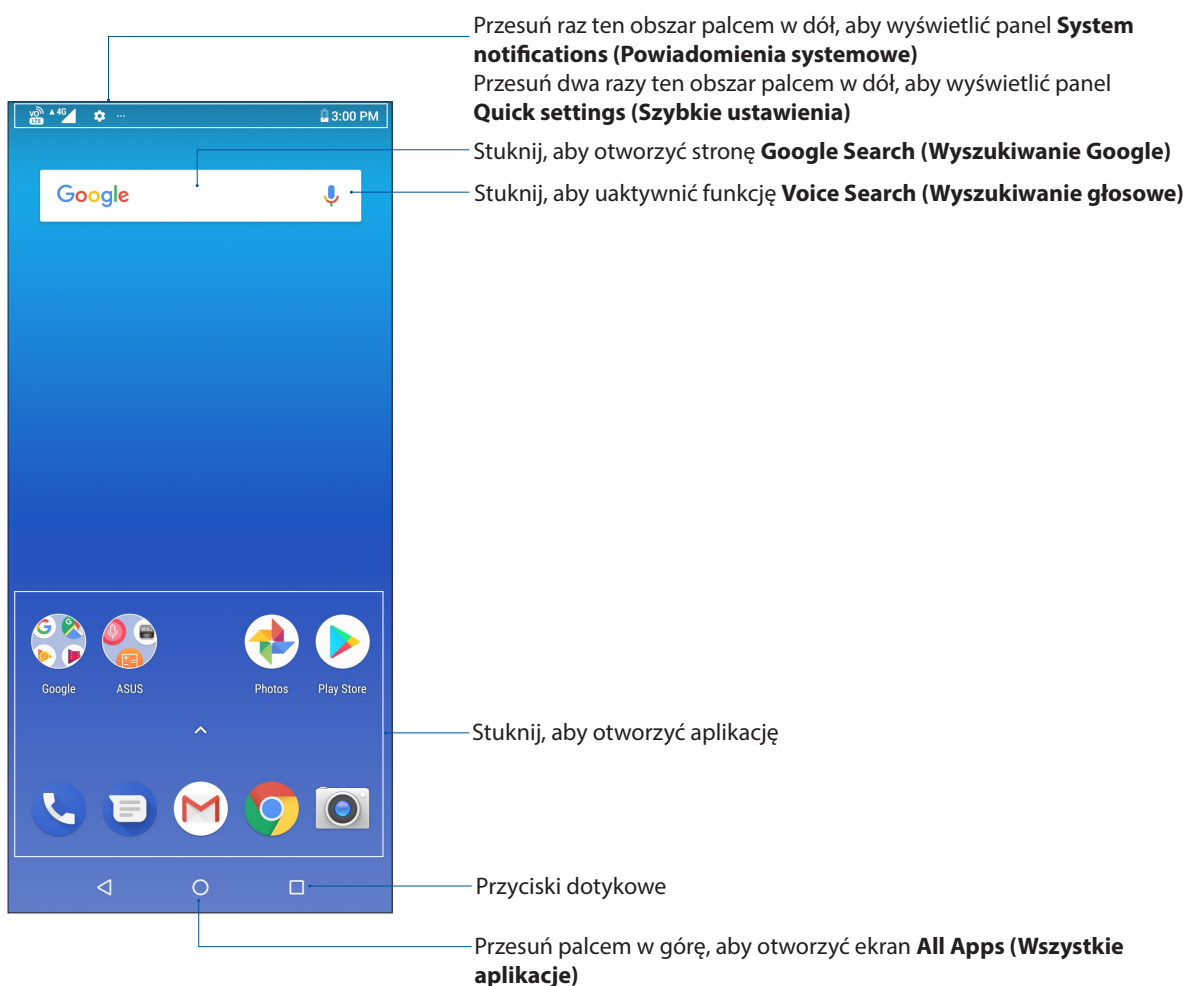 Przesuń raz ten obszar palcem w dół, aby wyświetlić panel System
notifications (Powiadomienia systemowe)
Przesuń dwa razy ten obszar palcem w dół, aby wyświetlić panel
Quick settings (Szybkie ustawienia)
VO LTE 4G ... 3:00 PM
Stuknij, aby otworzyć stronę Google Search (Wyszukiwanie Google)
Google
Stuknij, aby uaktywnić funkcję Voice Search (Wyszukiwanie głosowe)
Google ASUS Photos Play Store
Stuknij, aby otworzyć aplikację
Przyciski dotykowe
Przesuń palcem w górę, aby otworzyć ekran All Apps (Wszystkie
aplikacje)